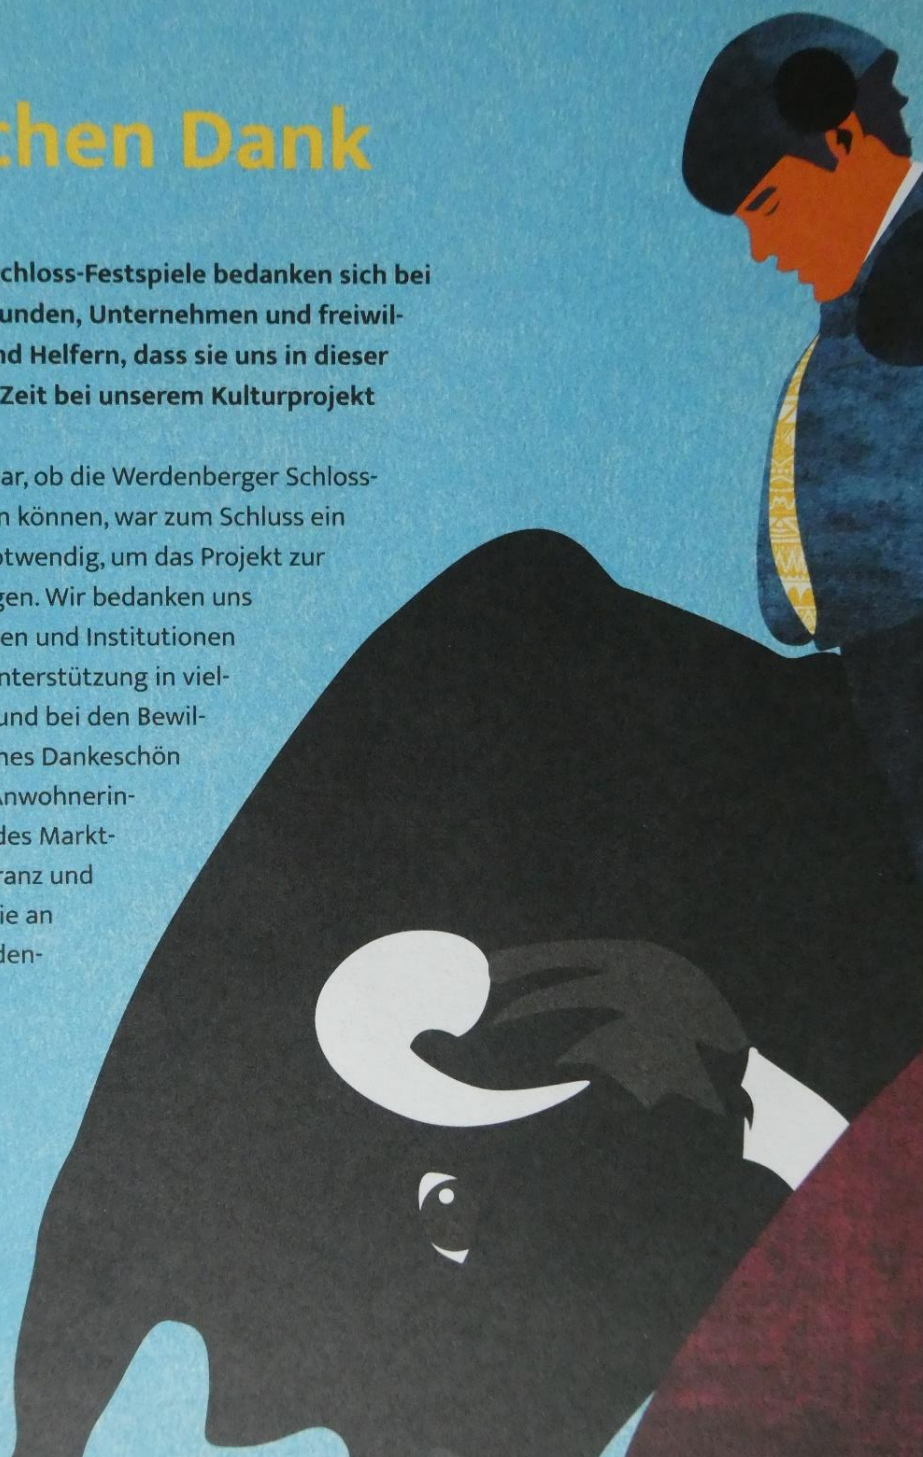 chen Dank
chloss-Festspiele bedanken sich bei
unden, Unternehmen und freiwil-
nd Helfern, dass sie uns in dieser
Zeit bei unserem Kulturprojekt
ar, ob die Werdenberger Schloss-
n können, war zum Schluss ein
otwendig, um das Projekt zur
gen. Wir bedanken uns
en und Institutionen
nterstützung in viel-
und bei den Bewil-
nes Dankeschön
Anwohnerin-
des Markt-
ranz und
ie an
den-